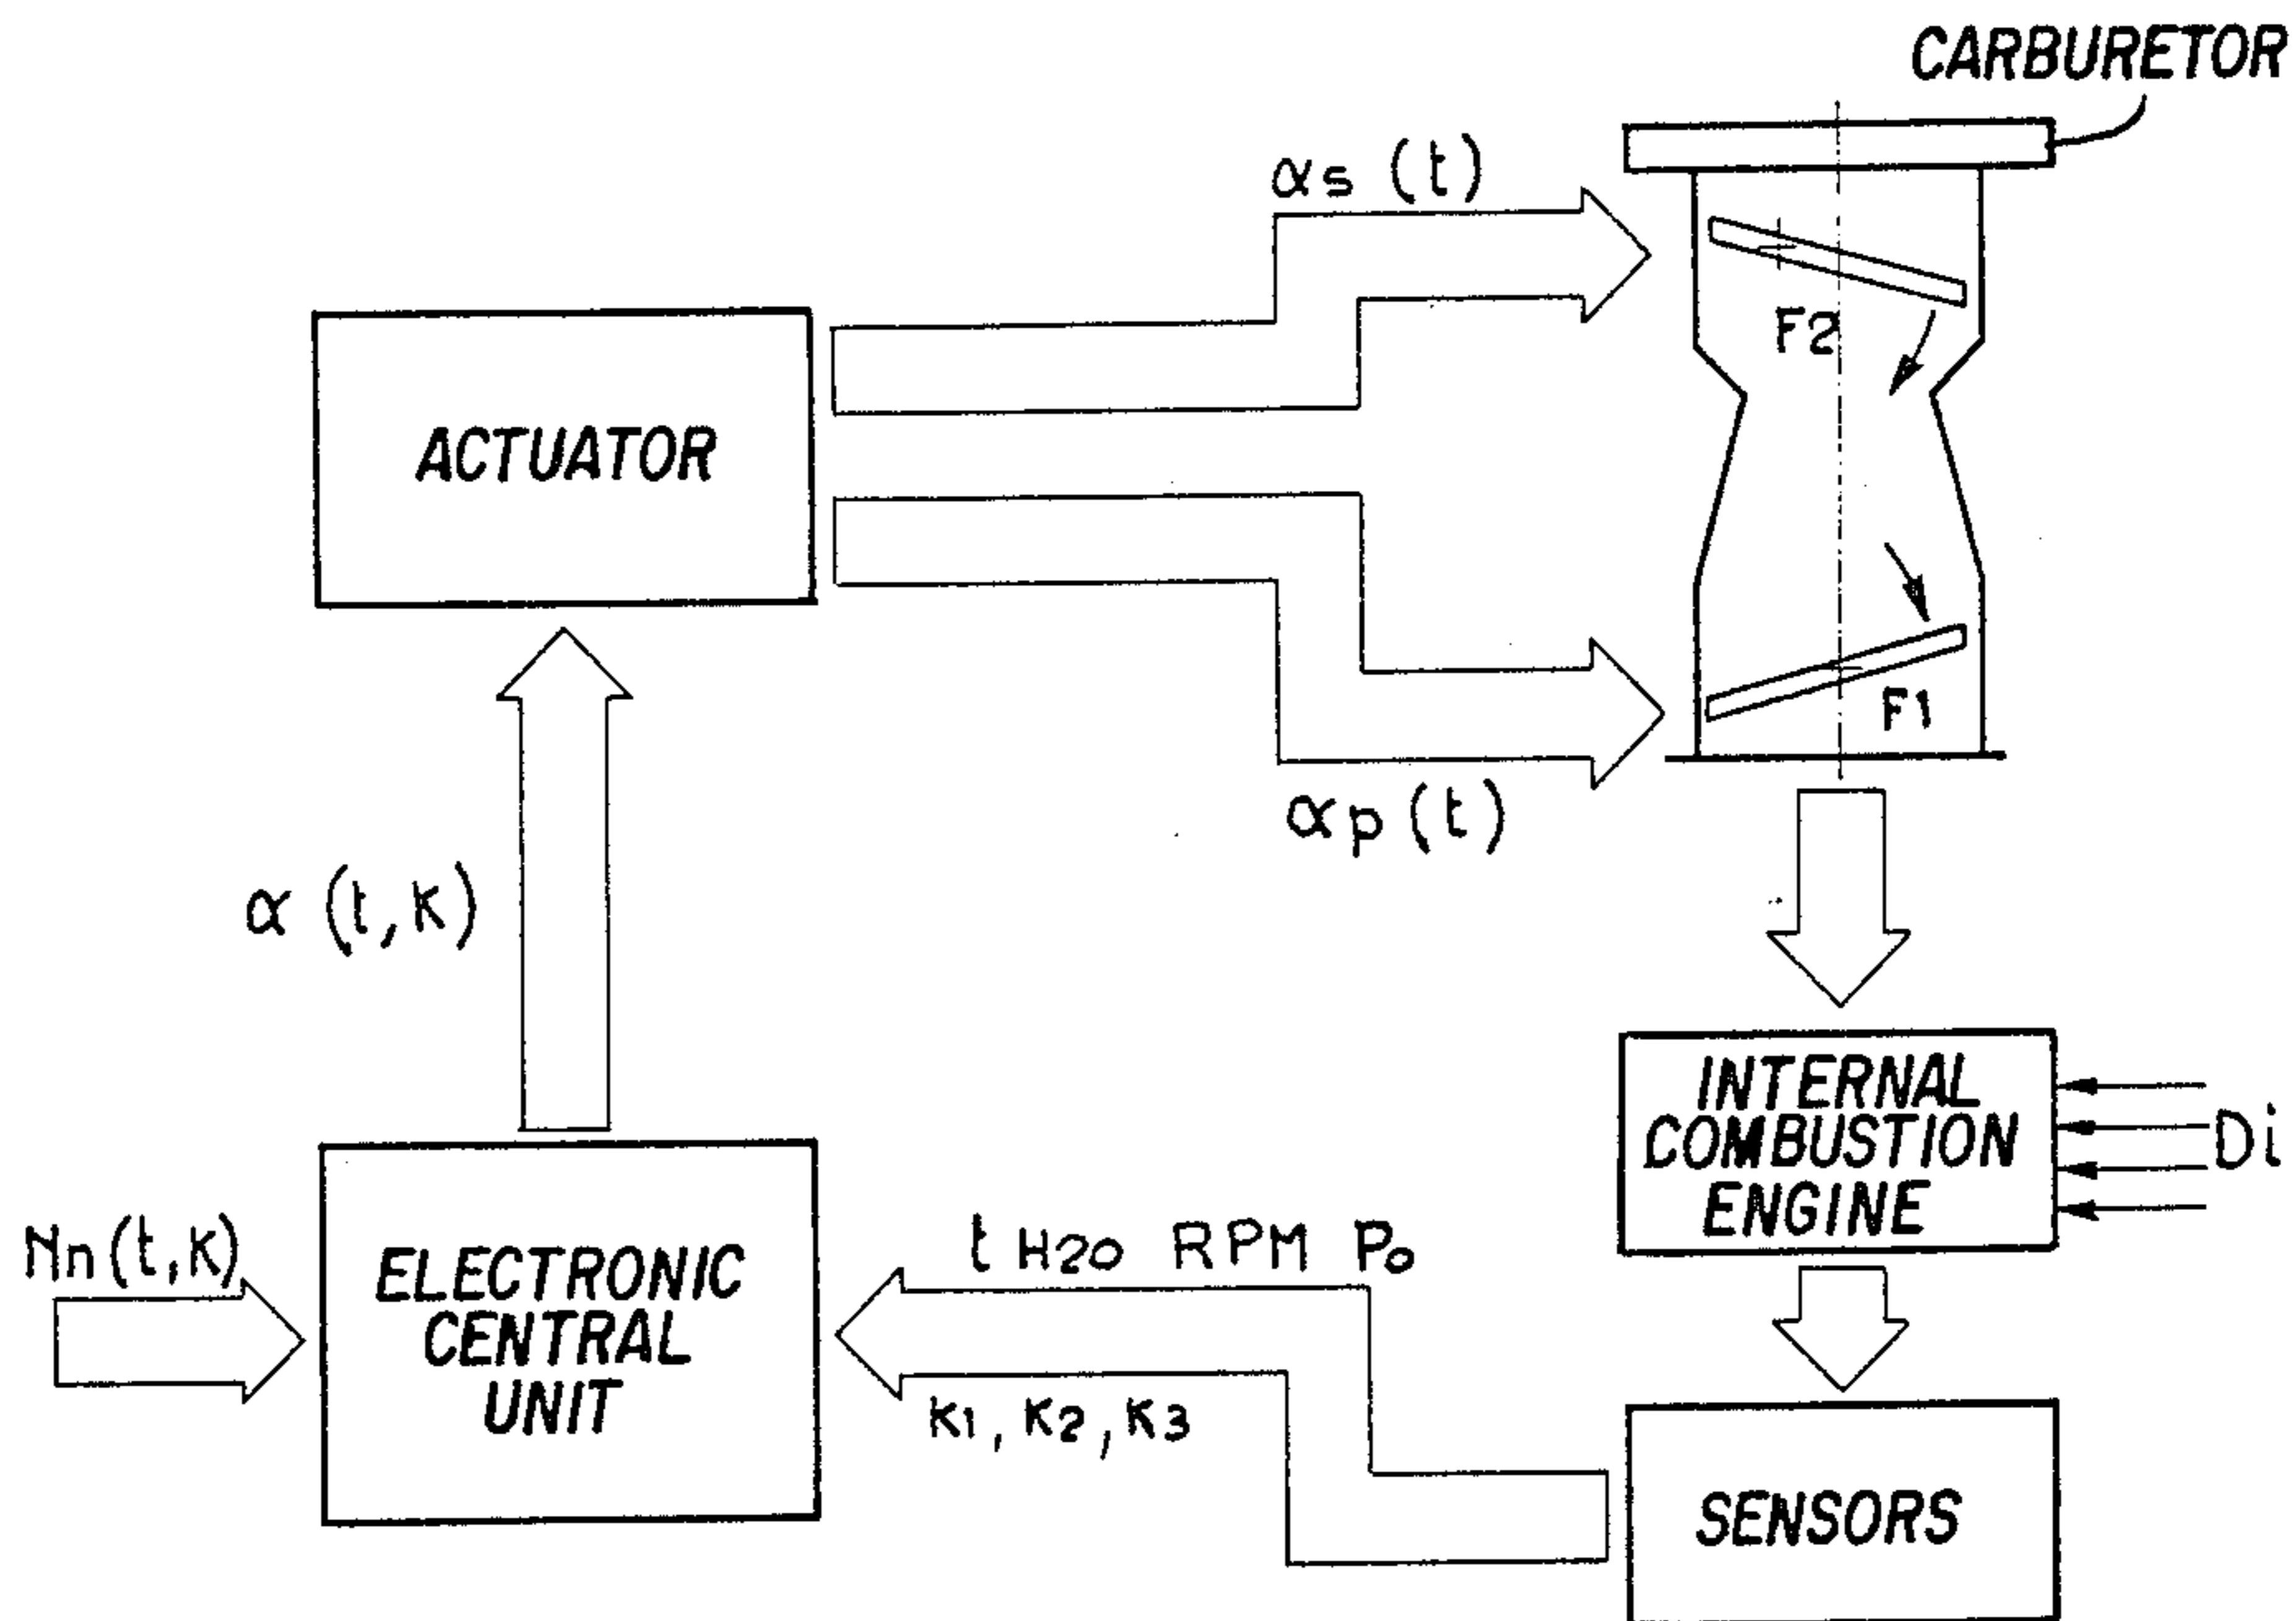 CARBURETOR
αs (t)
F2
ACTUATOR
F1
αp (t)
α (t,K)
INTERNAL
COMBUSTION
ENGINE
Di
Nn(t,K)
t H2O RPM Po
ELECTRONIC
CENTRAL
UNIT
K1, K2, K3
SENSORS